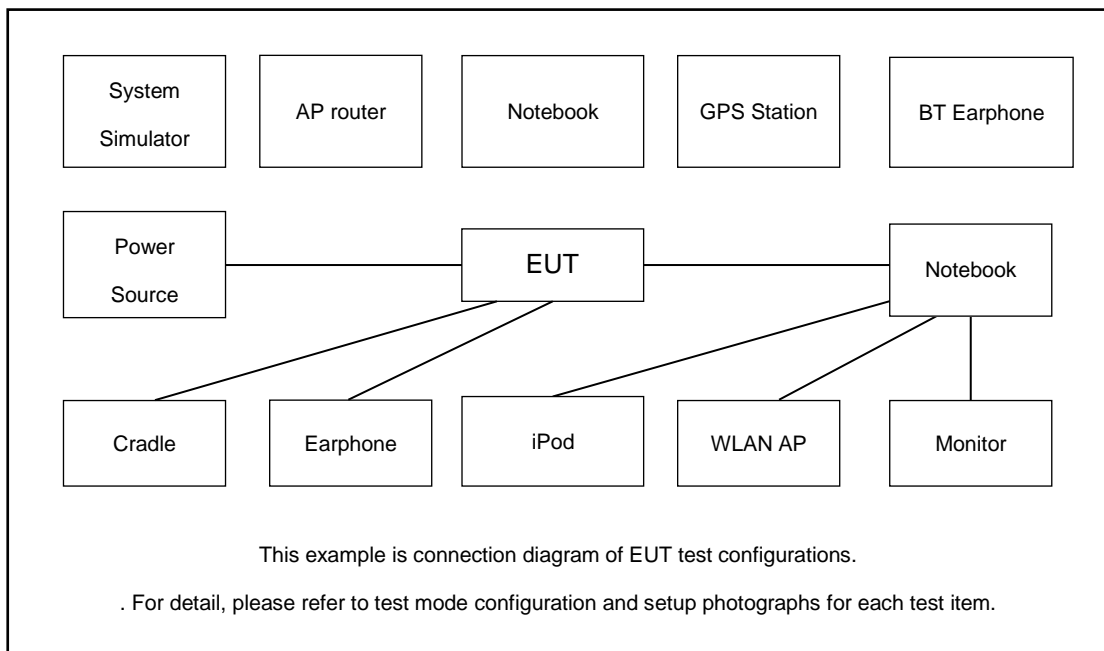 System
Simulator
AP router
Notebook
GPS Station
BT Earphone
Power
Source
EUT
Notebook
Cradle
Earphone
iPod
WLAN AP
Monitor
This example is connection diagram of EUT test configurations.
. For detail, please refer to test mode configuration and setup photographs for each test item.